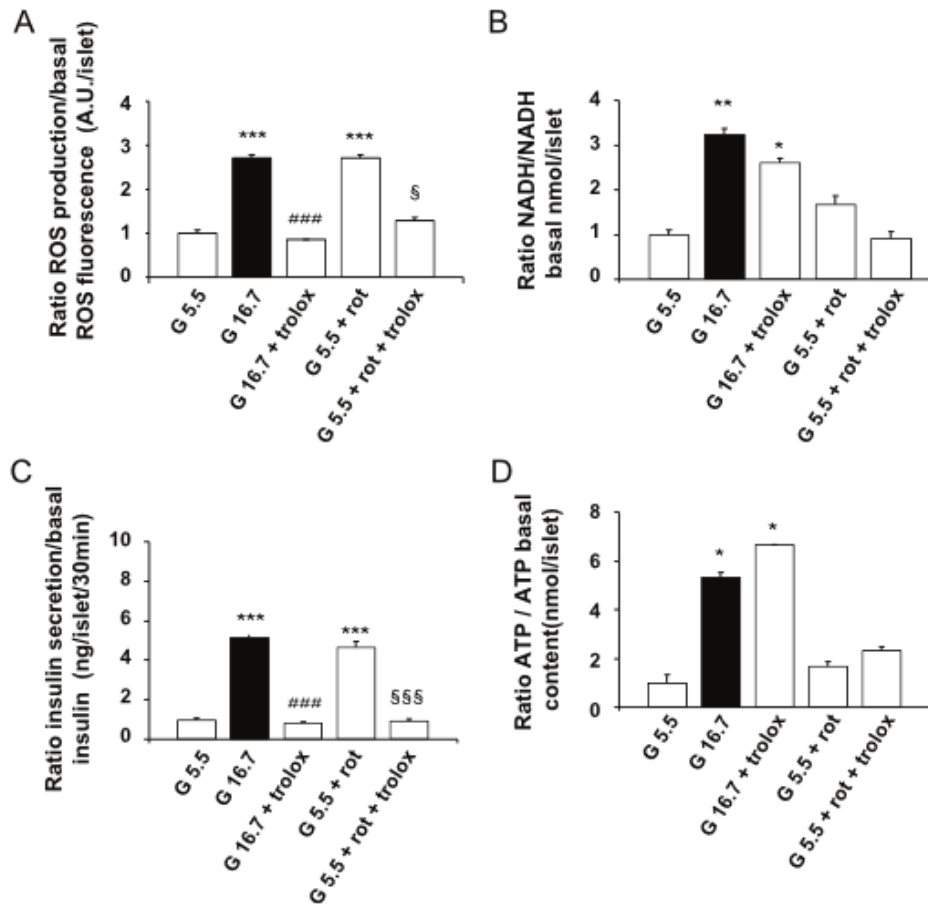 A
Ratio ROS production/basal
ROS fluorescence (A.U./islet)
4
3
2
1
0
***
###
***
§
G 5.5
G 16.7
G 16.7 + trolox
G 5.5 + rot
G 5.5 + rot + trolox
B
Ratio NADH/NADH
basal nmol/islet
4
3
2
1
0
**
*
G 5.5
G 16.7
G 16.7 + trolox
G 5.5 + rot
G 5.5 + rot + trolox
C
Ratio insulin secretion/basal
insulin (ng/islet/30min)
10
8
6
4
2
0
***
###
***
§§§
G 5.5
G 16.7
G 16.7 + trolox
G 5.5 + rot
G 5.5 + rot + trolox
D
Ratio ATP / ATP basal
content(nmol/islet)
8
6
4
2
0
*
*
G 5.5
G 16.7
G 16.7 + trolox
G 5.5 + rot
G 5.5 + rot + trolox